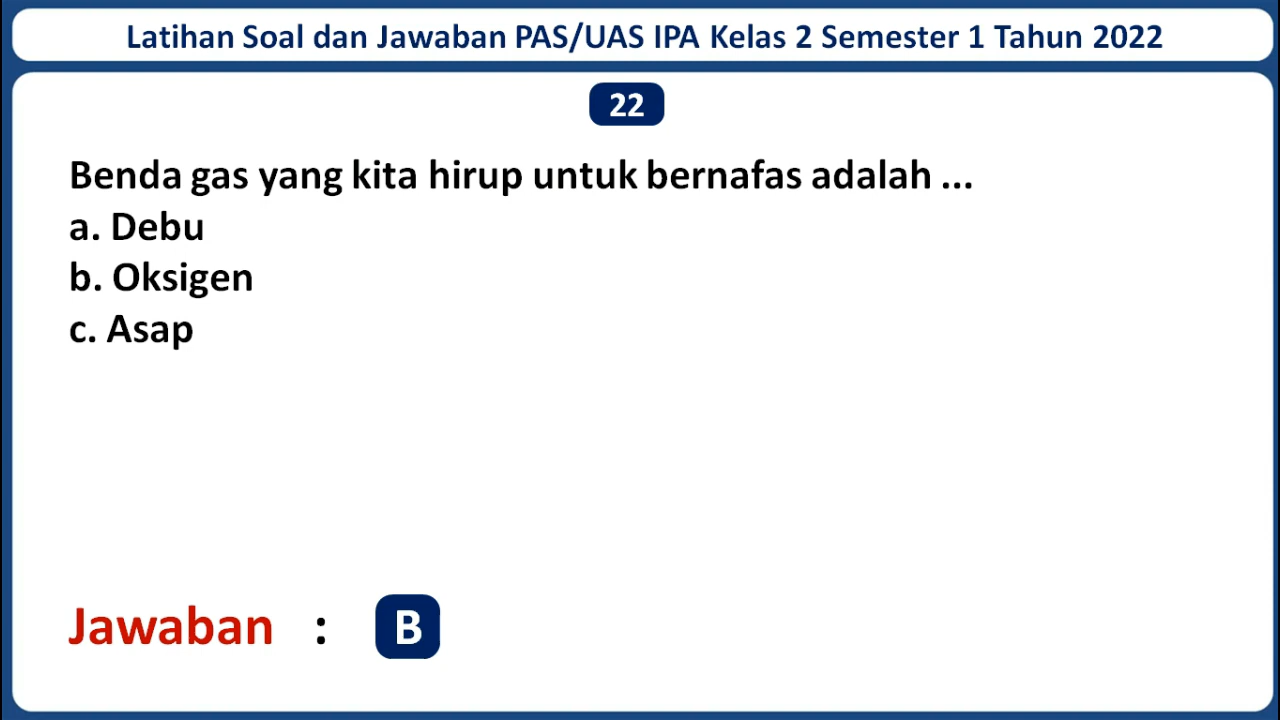 Latihan Soal dan Jawaban PAS/UAS IPA Kelas 2 Semester 1 Tahun 2022
22
Benda gas yang kita hirup untuk bernafas adalah ...
a. Debu
b. Oksigen
c. Asap
Jawaban : B